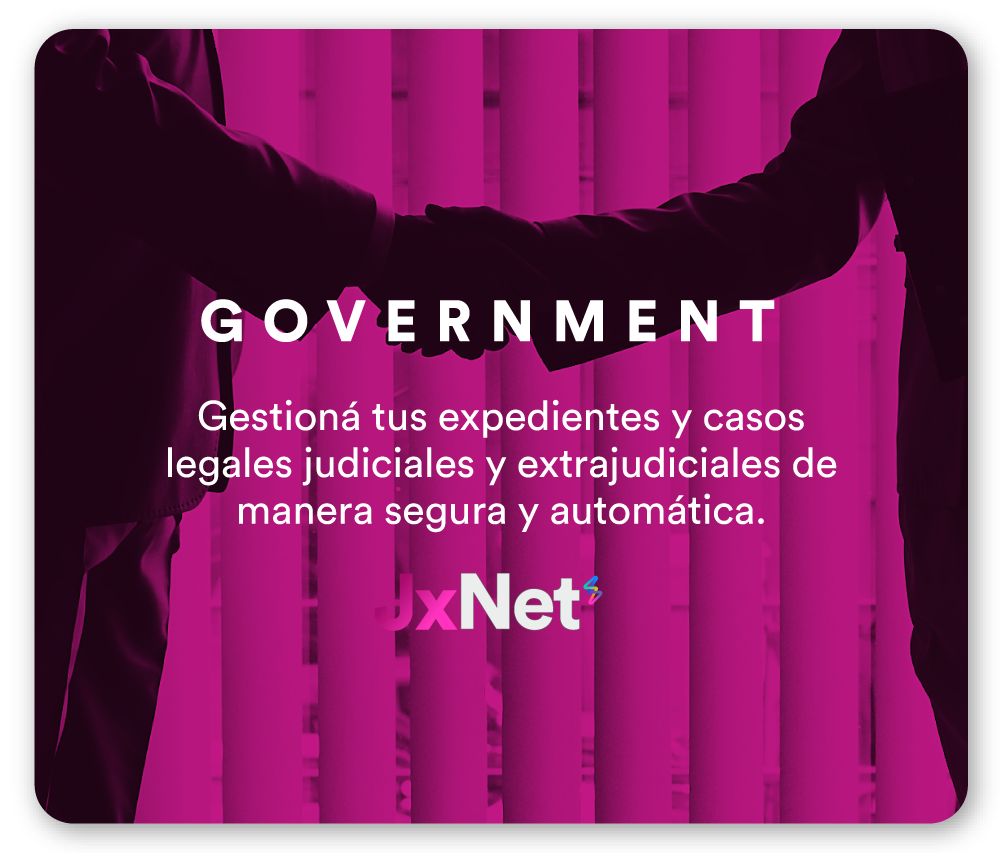 GOVERNMENT
Gestioná tus expedientes y casos
legales judiciales y extrajudiciales de
manera segura y automática.
JxNet